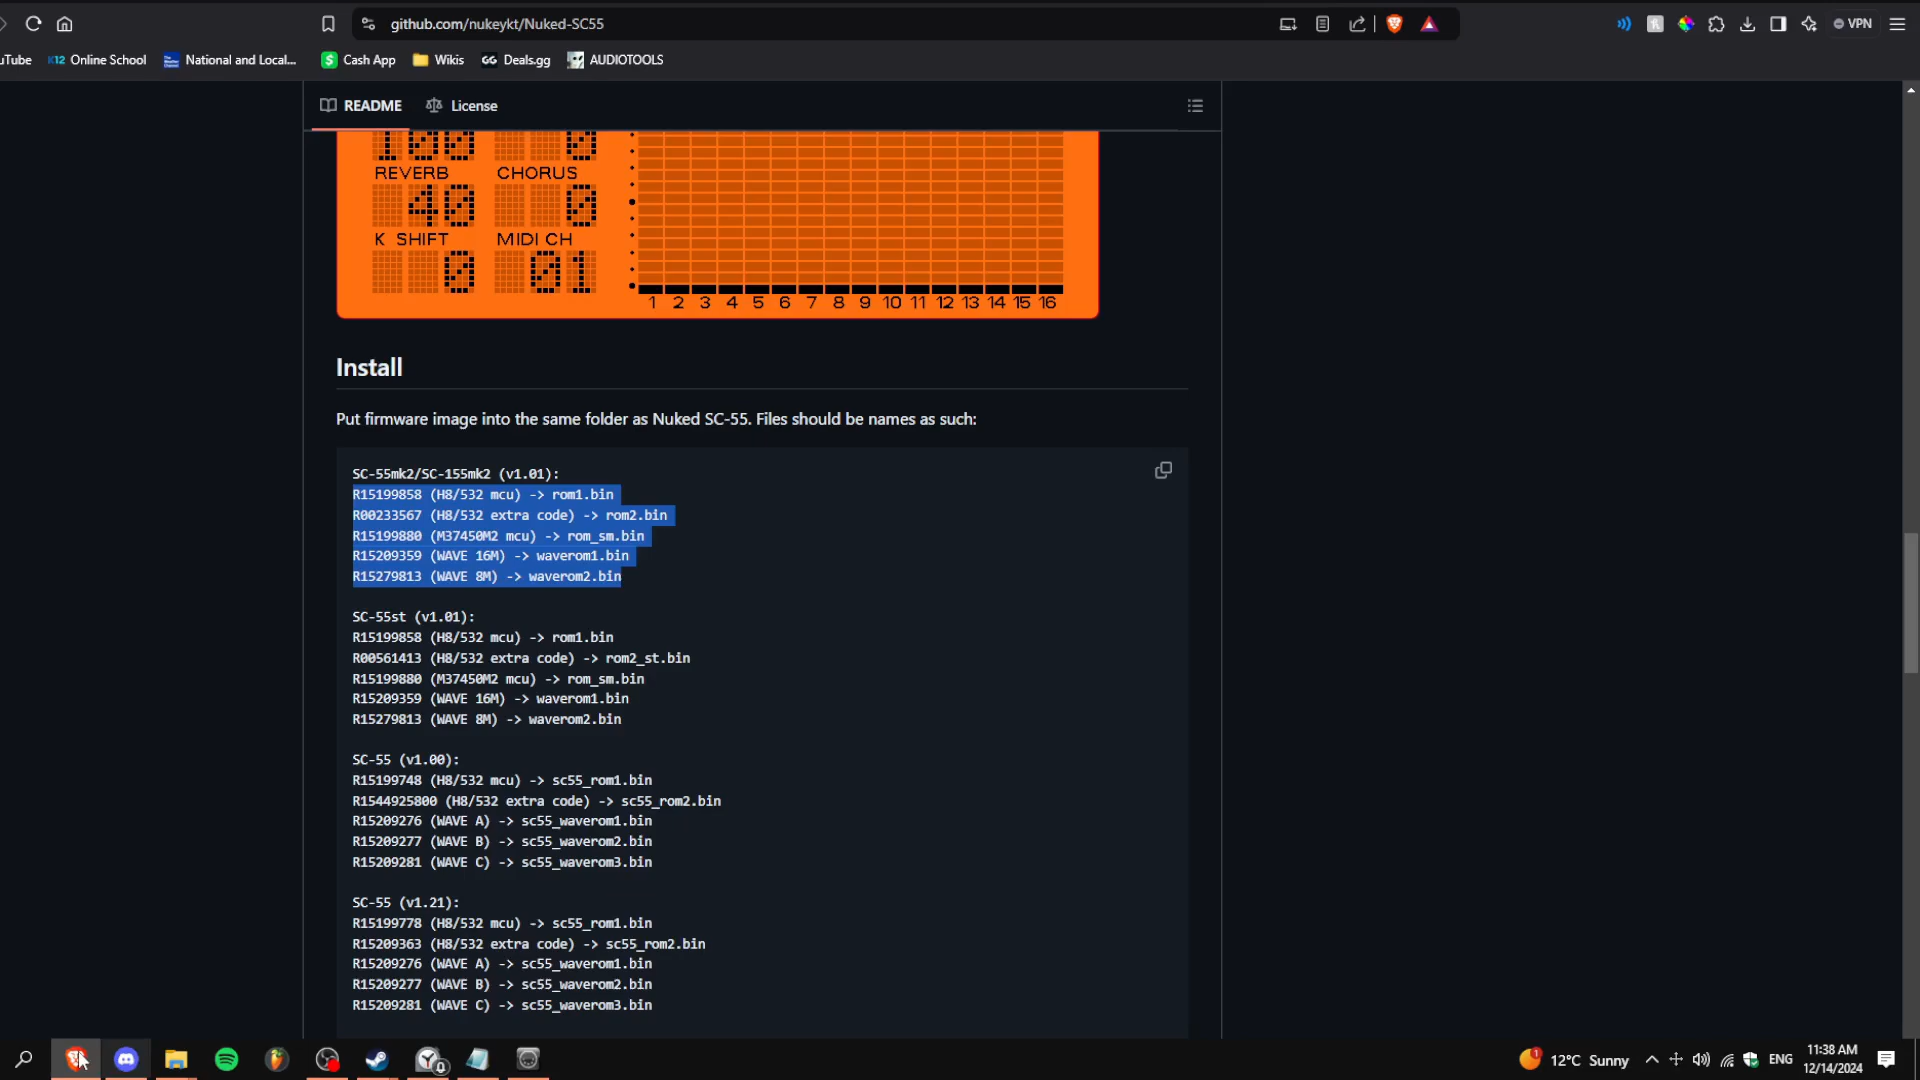 github.com/nukeykt/Nuked-SC55
VPN
uTube
K12 Online School
National and Local...
Cash App
Wikis
GG Deals.gg
AUDIOTOOLS
README
License
100 0
REVERB CHORUS
40 0
K SHIFT MIDI CH
0 01
1 2 3 4 5 6 7 8 9 10 11 12 13 14 15 16
Install
Put firmware image into the same folder as Nuked SC-55. Files should be names as such:
SC-55mk2/SC-155mk2 (v1.01):
R15199858 (H8/532 mcu) -> rom1.bin
R00233567 (H8/532 extra code) -> rom2.bin
R15199880 (M37450M2 mcu) -> rom_sm.bin
R15209359 (WAVE 16M) -> waverom1.bin
R15279813 (WAVE 8M) -> waverom2.bin
SC-55st (v1.01):
R15199858 (H8/532 mcu) -> rom1.bin
R00561413 (H8/532 extra code) -> rom2_st.bin
R15199880 (M37450M2 mcu) -> rom_sm.bin
R15209359 (WAVE 16M) -> waverom1.bin
R15279813 (WAVE 8M) -> waverom2.bin
SC-55 (v1.00):
R15199748 (H8/532 mcu) -> sc55_rom1.bin
R1544925800 (H8/532 extra code) -> sc55_rom2.bin
R15209276 (WAVE A) -> sc55_waverom1.bin
R15209277 (WAVE B) -> sc55_waverom2.bin
R15209281 (WAVE C) -> sc55_waverom3.bin
SC-55 (v1.21):
R15199778 (H8/532 mcu) -> sc55_rom1.bin
R15209363 (H8/532 extra code) -> sc55_rom2.bin
R15209276 (WAVE A) -> sc55_waverom1.bin
R15209277 (WAVE B) -> sc55_waverom2.bin
R15209281 (WAVE C) -> sc55_waverom3.bin
1
12°C Sunny
ENG
11:38 AM
12/14/2024